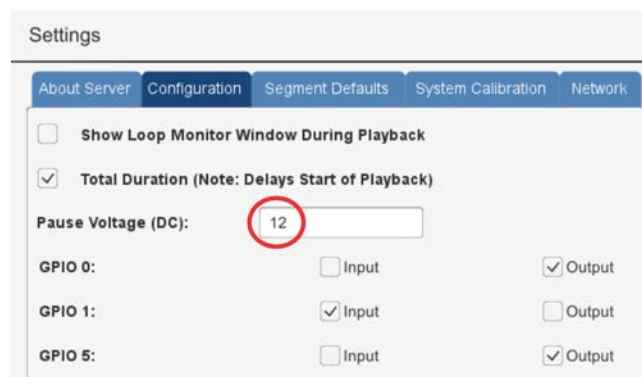 Settings
About Server Configuration Segment Defaults System Calibration Network
Show Loop Monitor Window During Playback
Total Duration (Note: Delays Start of Playback)
Pause Voltage (DC): 12
GPIO 0: Input Output
GPIO 1: Input Output
GPIO 5: Input Output